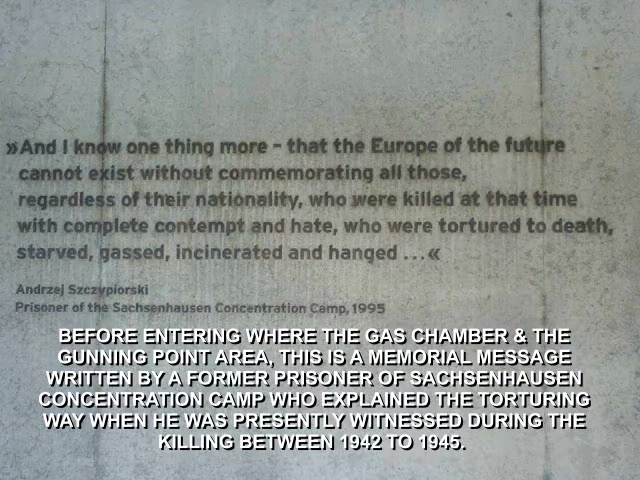 »And I know one thing more - that the Europe of the future
cannot exist without commemorating all those,
regardless of their nationality, who were killed at that time
with complete contempt and hate, who were tortured to death,
starved, gassed, incinerated and hanged ...«
Andrzej Szczypiorski
Prisoner of the Sachsenhausen Concentration Camp, 1995
BEFORE ENTERING WHERE THE GAS CHAMBER & THE
GUNNING POINT AREA, THIS IS A MEMORIAL MESSAGE
WRITTEN BY A FORMER PRISONER OF SACHSENHAUSEN
CONCENTRATION CAMP WHO EXPLAINED THE TORTURING
WAY WHEN HE WAS PRESENTLY WITNESSED DURING THE
KILLING BETWEEN 1942 TO 1945.